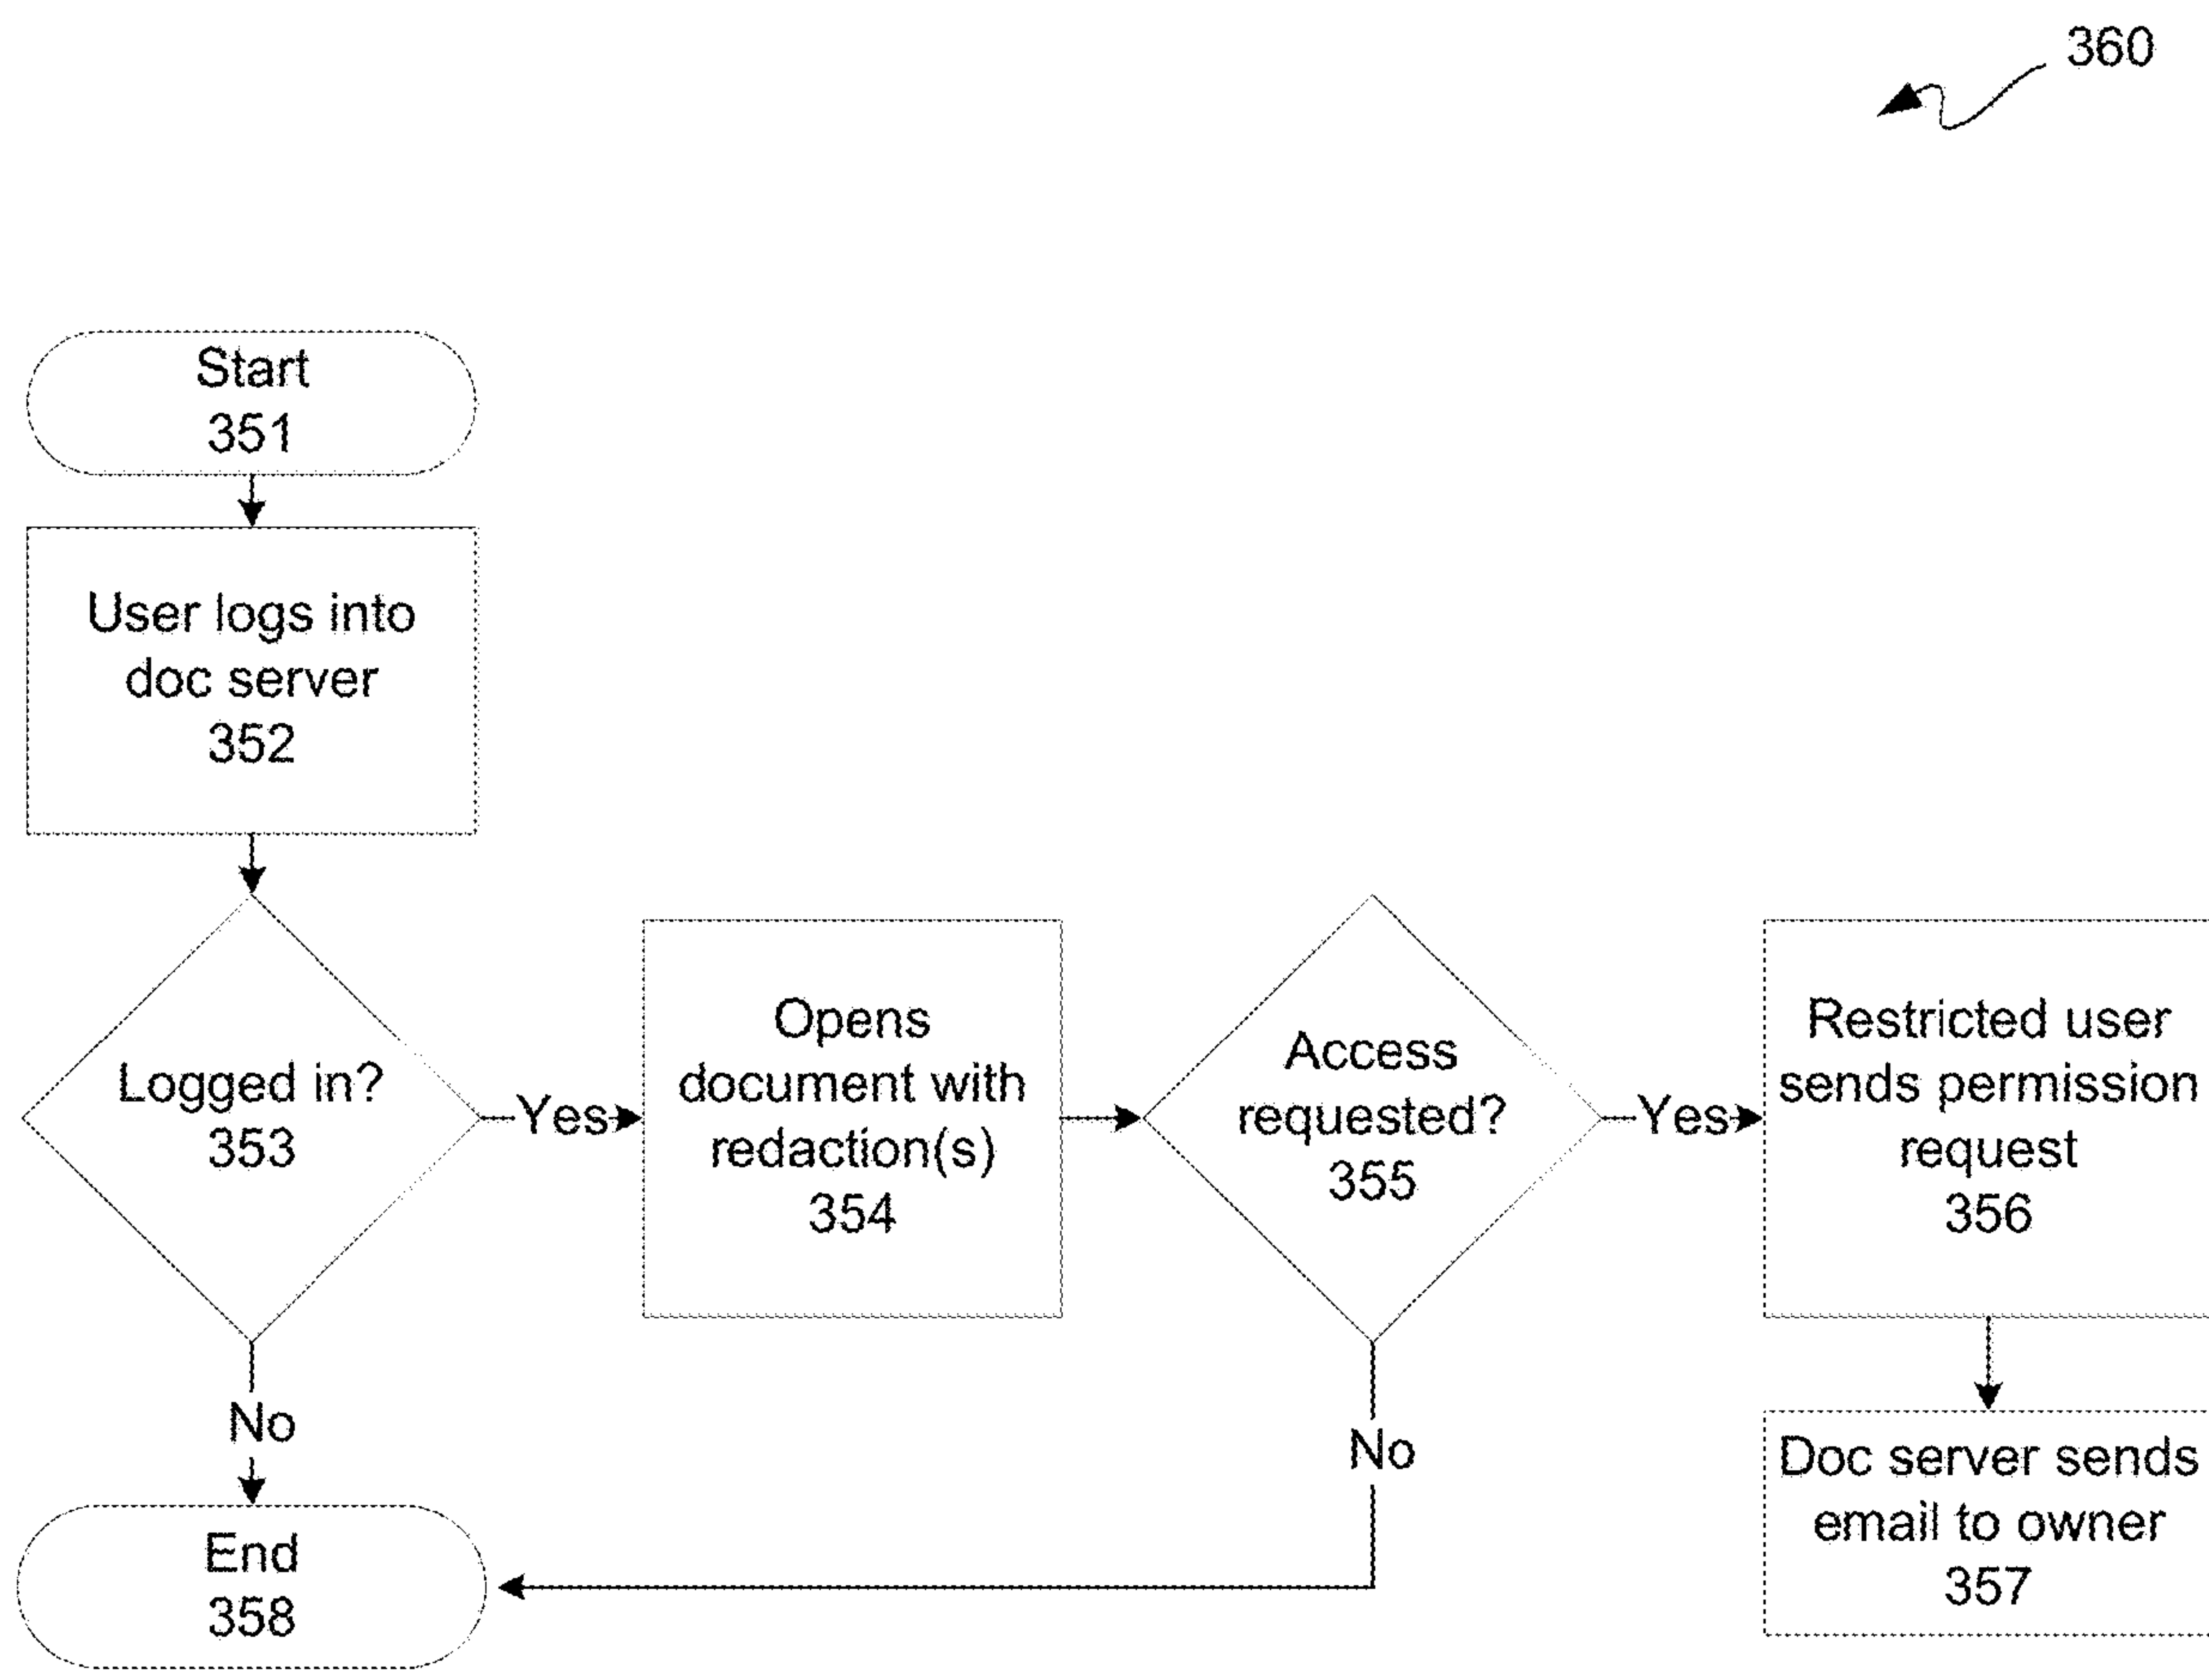 360
Start
351
User logs into
doc server
352
Logged in?
353
Yes
Opens
document with
redaction(s)
354
Access
requested?
355
Yes
Restricted user
sends permission
request
356
No
No
Doc server sends
email to owner
357
End
358